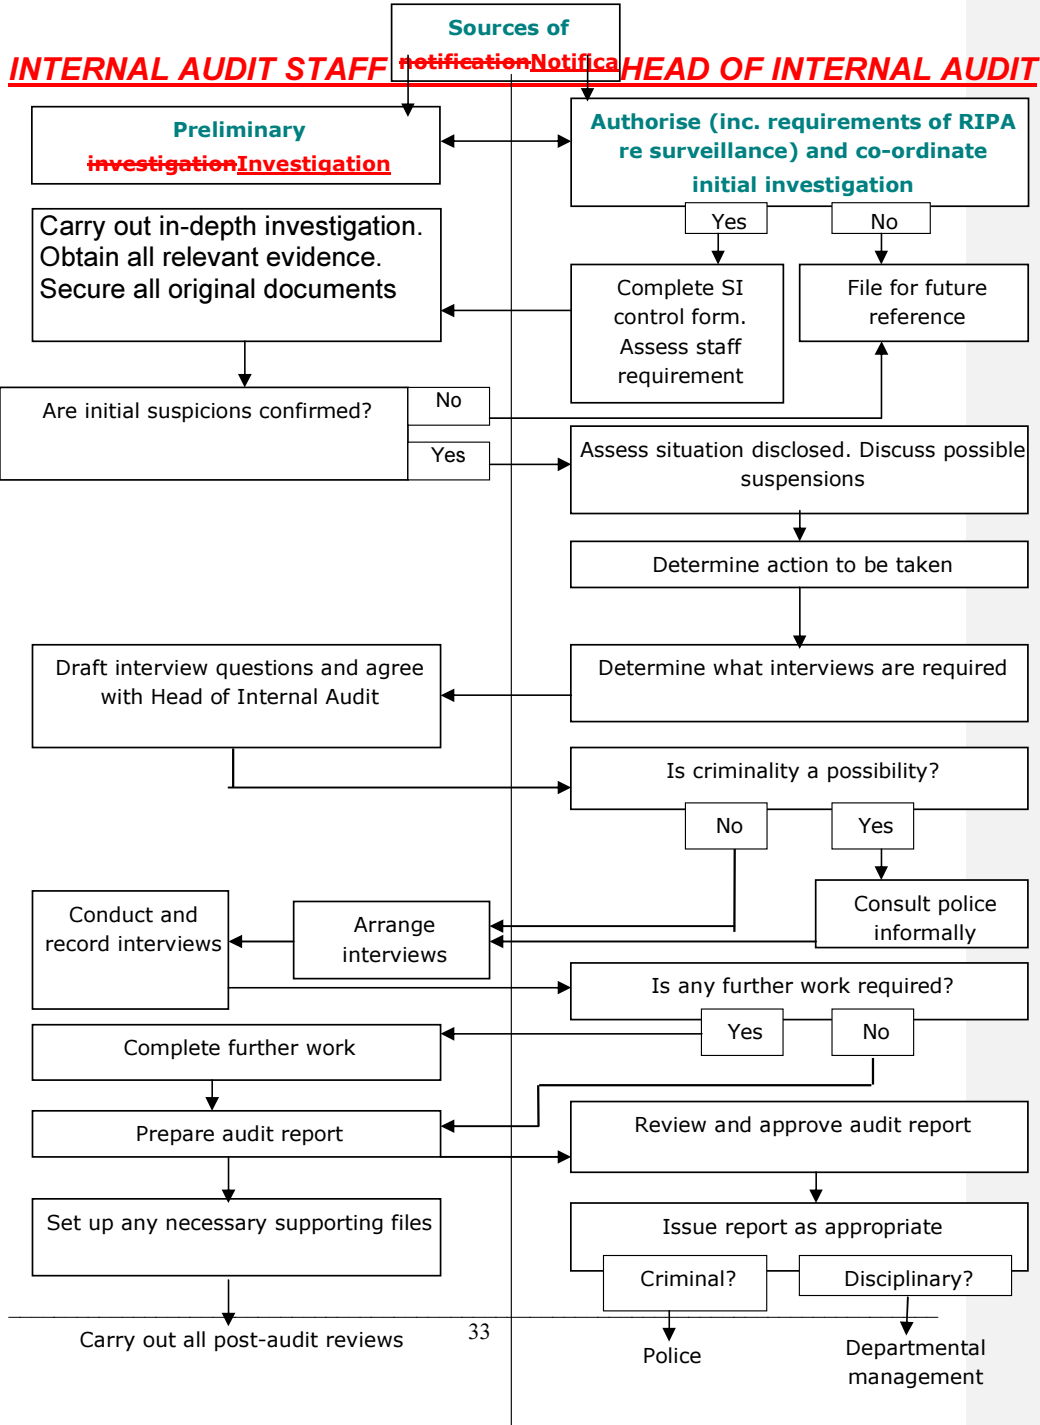 Sources of
notificationNotifica
INTERNAL AUDIT STAFF
HEAD OF INTERNAL AUDIT
Preliminary
investigationInvestigation
Authorise (inc. requirements of RIPA
re surveillance) and co-ordinate
initial investigation
Yes
No
Carry out in-depth investigation.
Obtain all relevant evidence.
Secure all original documents
Complete SI
control form.
Assess staff
requirement
File for future
reference
Are initial suspicions confirmed?
No
Yes
Assess situation disclosed. Discuss possible
suspensions
Determine action to be taken
Draft interview questions and agree
with Head of Internal Audit
Determine what interviews are required
Is criminality a possibility?
No
Yes
Conduct and
record interviews
Arrange
interviews
Consult police
informally
Is any further work required?
Yes
No
Complete further work
Prepare audit report
Review and approve audit report
Set up any necessary supporting files
Issue report as appropriate
Criminal?
Disciplinary?
Carry out all post-audit reviews
33
Police
Departmental
management